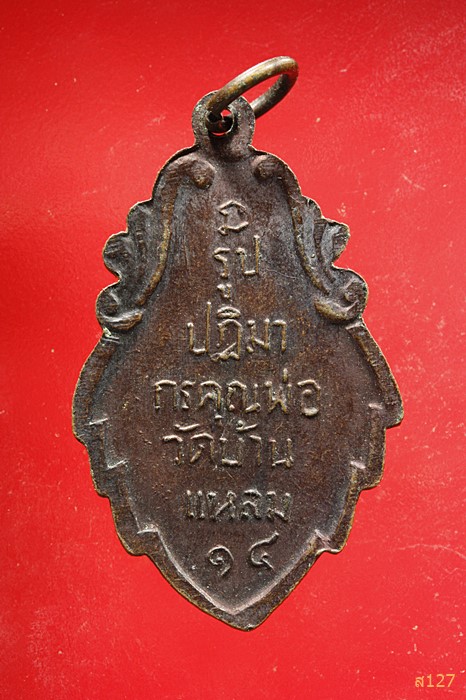 รูป
ปฏิมา
กรคุณพ่อ
วัดบ้าน
แหลม
๑๔
ส127